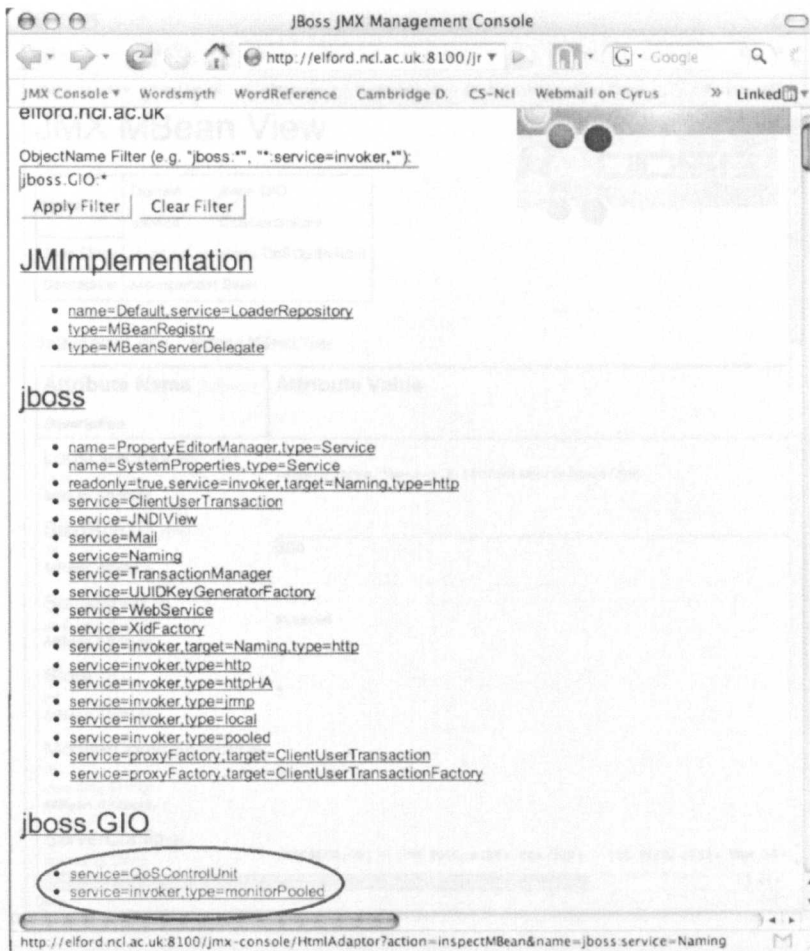 JBoss JMX Management Console
http://elford.ncl.ac.uk:8100/jr
G Google
JMX Console Wordsmyth WordReference Cambridge D. CS-Ncl Webmail on Cyrus » Linked
elford.ncl.ac.uk
JMX MBean View
ObjectName Filter (e.g. "jboss:*", "*:service=invoker,*"):
jboss.GIO:*
Apply Filter Clear Filter
JMImplementation
name=Default,service=LoaderRepository
type=MBeanRegistry
type=MBeanServerDelegate
Attribute Name Attribute Value
jboss
name=PropertyEditorManager,type=Service
name=SystemProperties,type=Service
readonly=true,service=invoker,target=Naming,type=http
service=ClientUserTransaction
service=JNDIView
service=Mail
service=Naming
service=TransactionManager
service=UUIDKeyGeneratorFactory
service=WebService
service=XidFactory
service=invoker,target=Naming,type=http
service=invoker,type=http
service=invoker,type=httpHA
service=invoker,type=jrmp
service=invoker,type=local
service=invoker,type=pooled
service=proxyFactory,target=ClientUserTransaction
service=proxyFactory,target=ClientUserTransactionFactory
jboss.GIO
service=QoSControlUnit
service=invoker,type=monitorPooled
http://elford.ncl.ac.uk:8100/jmx-console/HtmlAdaptor?action=inspectMBean&name=jboss:service=Naming